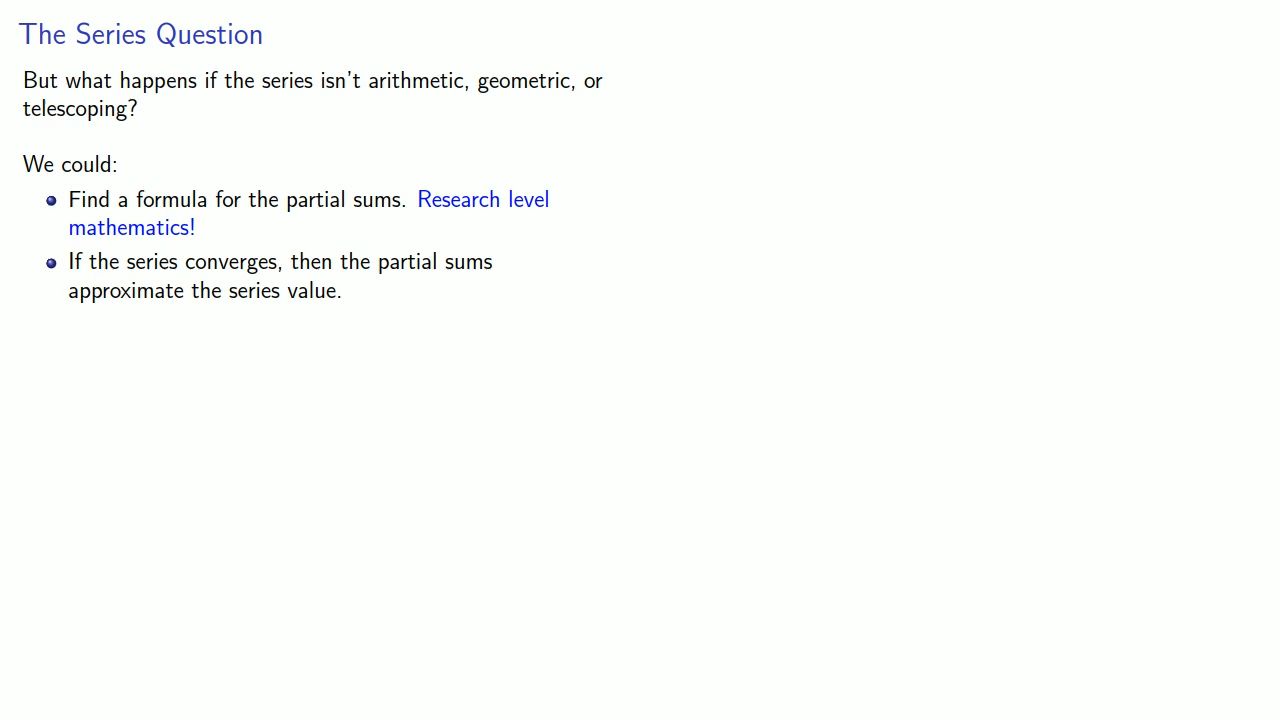 The Series Question
But what happens if the series isn't arithmetic, geometric, or
telescoping?
We could:
Find a formula for the partial sums. Research level
mathematics!
If the series converges, then the partial sums
approximate the series value.